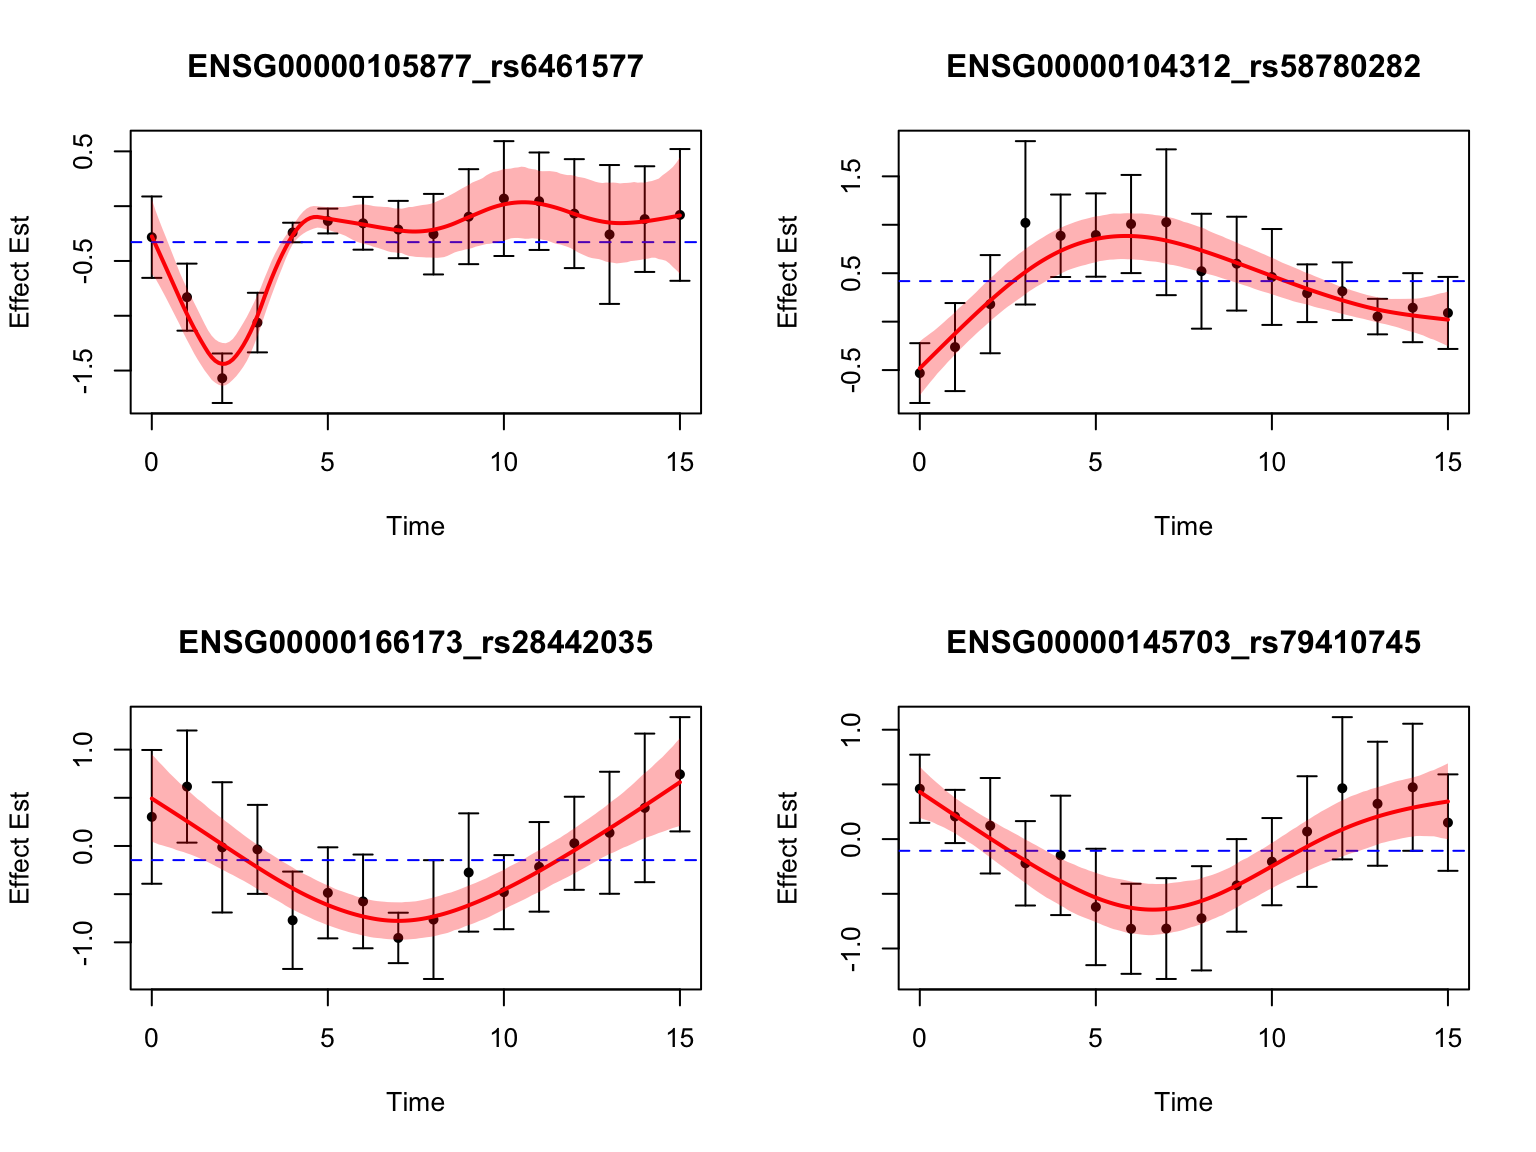 ENSG00000105877_rs6461577
Effect Est
0.5
-0.5
-1.5
0 5 10 15
Time
ENSG00000104312_rs58780282
Effect Est
1.5
0.5
-0.5
0 5 10 15
Time
ENSG00000166173_rs28442035
Effect Est
1.0
0.0
-1.0
0 5 10 15
Time
ENSG00000145703_rs79410745
Effect Est
1.0
0.0
-1.0
0 5 10 15
Time